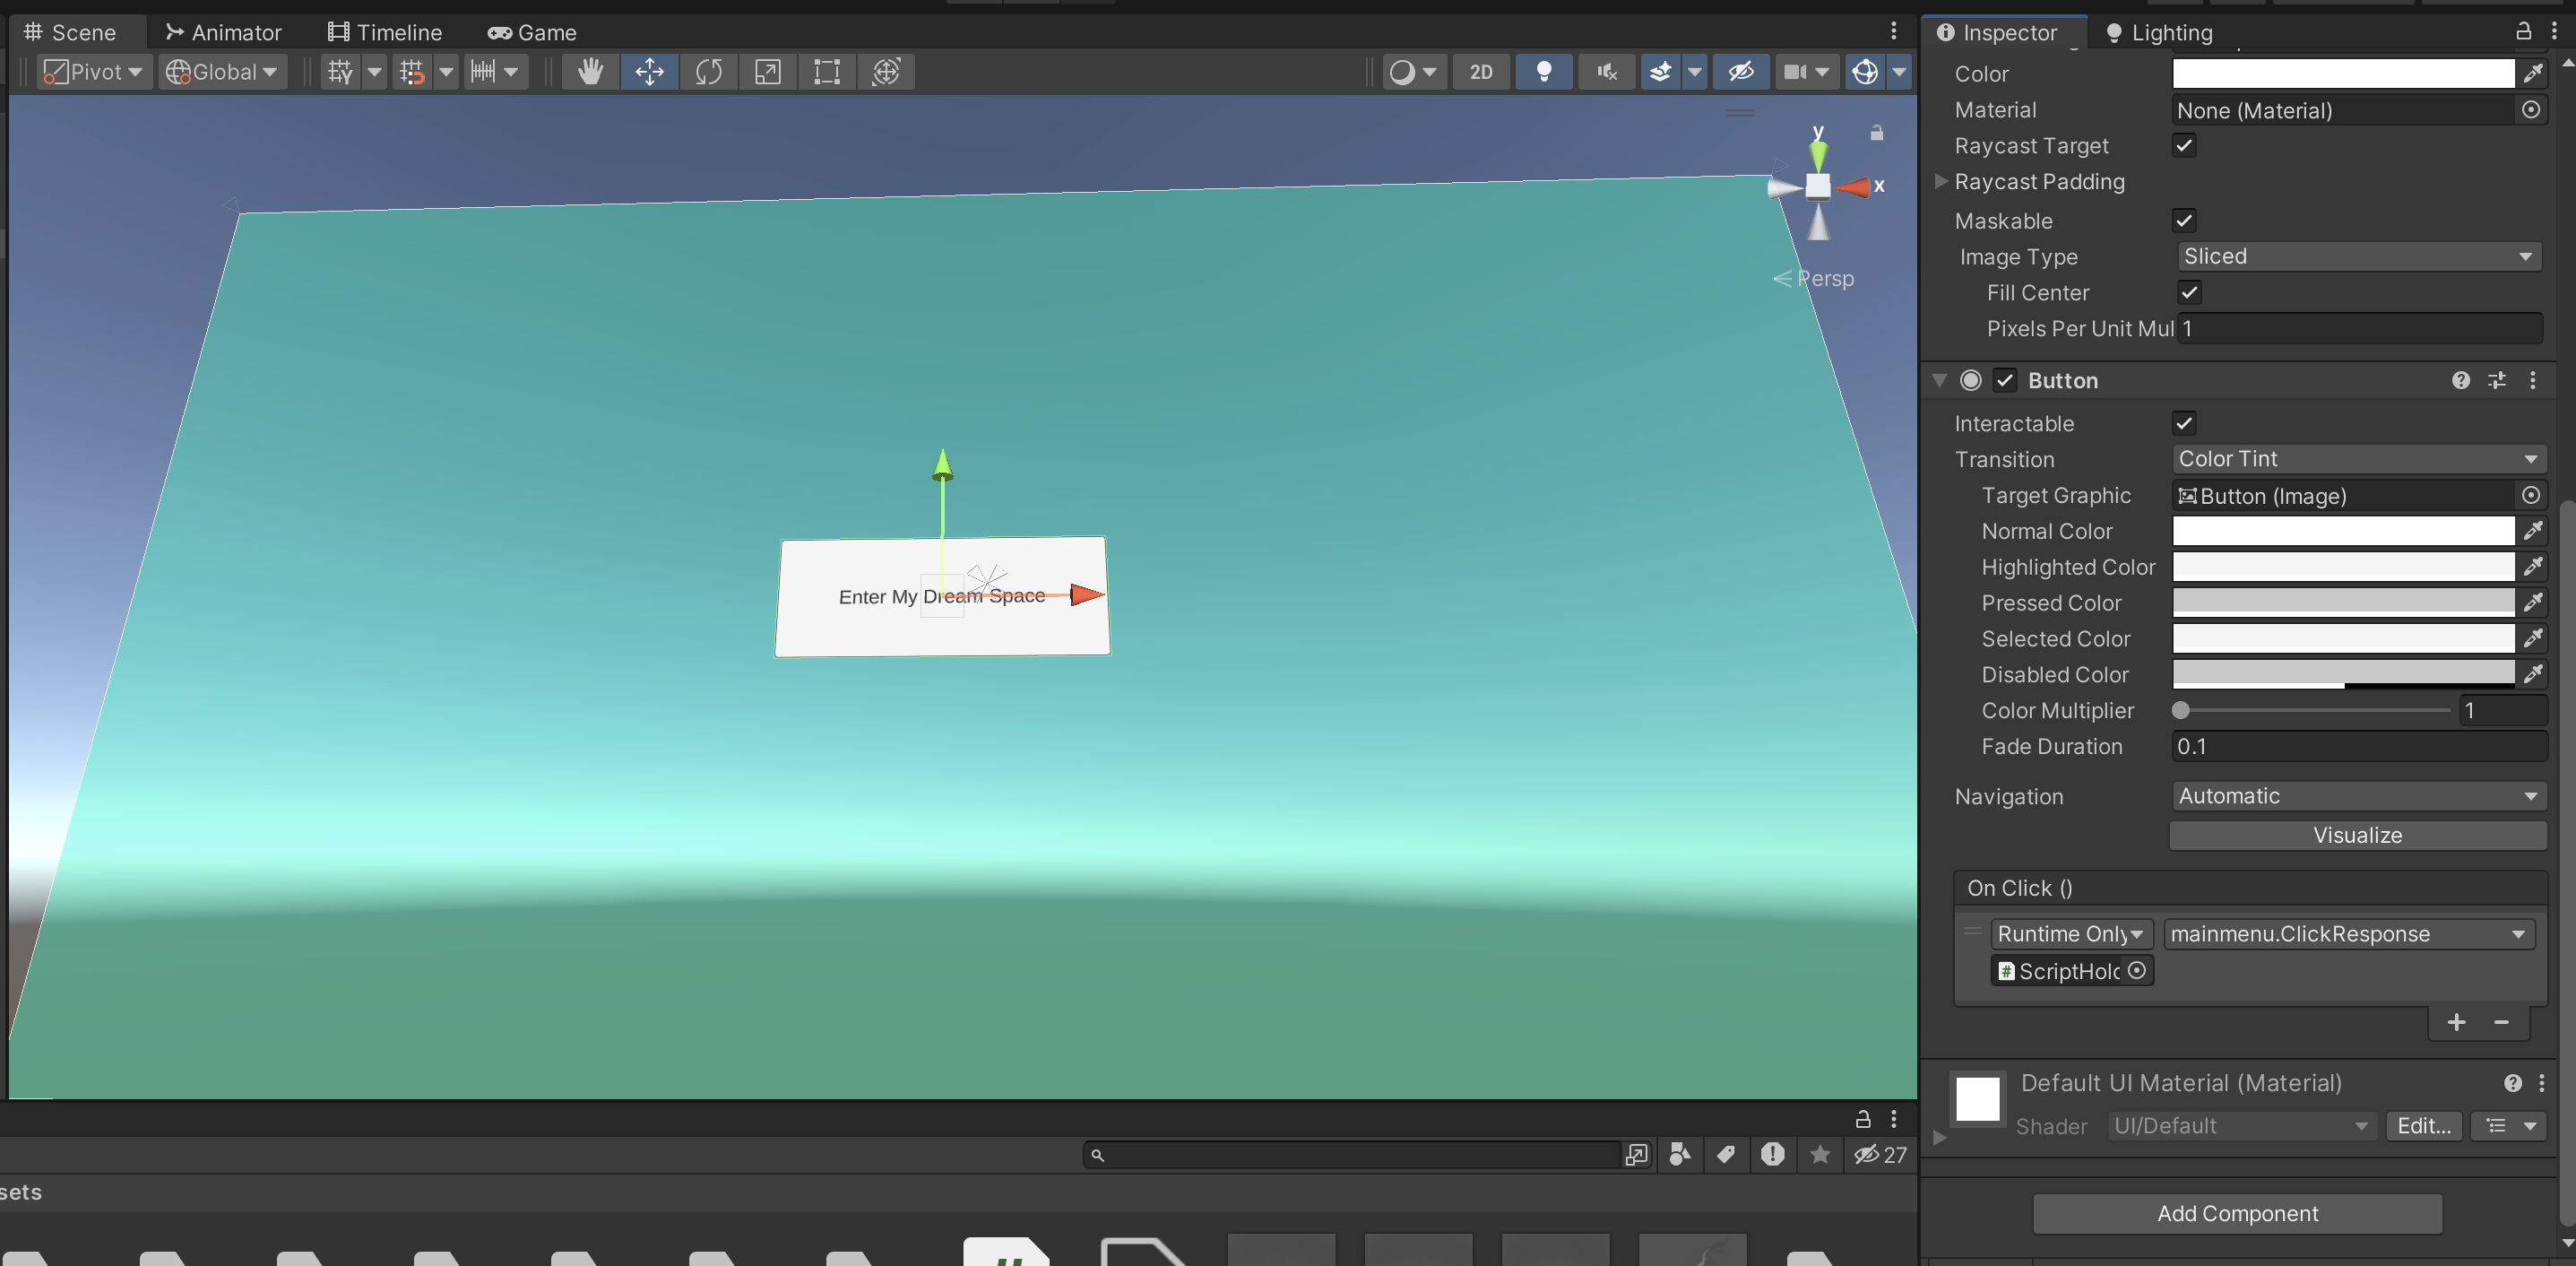 Scene Animator Timeline Game
Pivot Global 2D
y
x
Persp
Enter My Dream Space
27
sets
#
Inspector Lighting
Color
Material None (Material)
Raycast Target
Raycast Padding
Maskable
Image Type Sliced
Fill Center
Pixels Per Unit Mul 1
Button
Interactable
Transition Color Tint
Target Graphic Button (Image)
Normal Color
Highlighted Color
Pressed Color
Selected Color
Disabled Color
Color Multiplier 1
Fade Duration 0.1
Navigation Automatic
Visualize
On Click ()
Runtime Only mainmenu.ClickResponse
# ScriptHol
Default UI Material (Material)
Shader UI/Default Edit...
Add Component